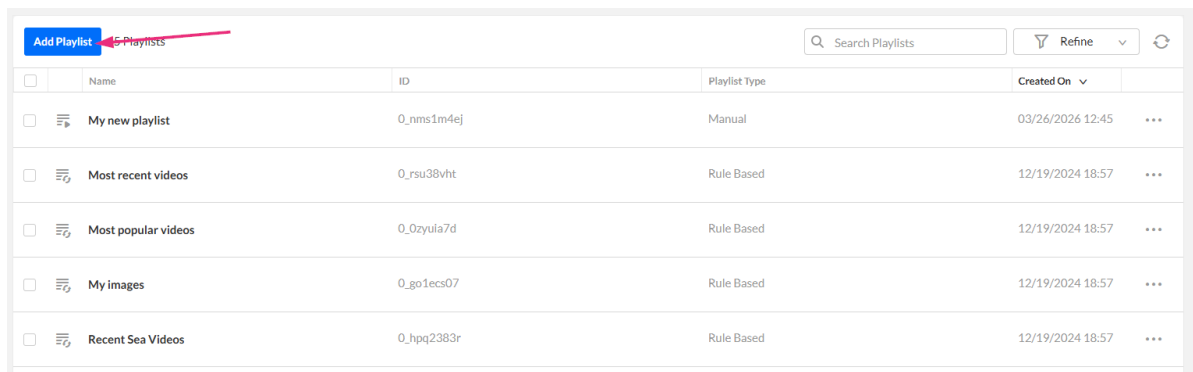 Add Playlist 5 Playlists Search Playlists Refine
Name ID Playlist Type Created On
My new playlist 0_nms1m4ej Manual 03/26/2026 12:45
Most recent videos 0_rsu38vht Rule Based 12/19/2024 18:57
Most popular videos 0_0zyuia7d Rule Based 12/19/2024 18:57
My images 0_go1ecs07 Rule Based 12/19/2024 18:57
Recent Sea Videos 0_hpq2383r Rule Based 12/19/2024 18:57